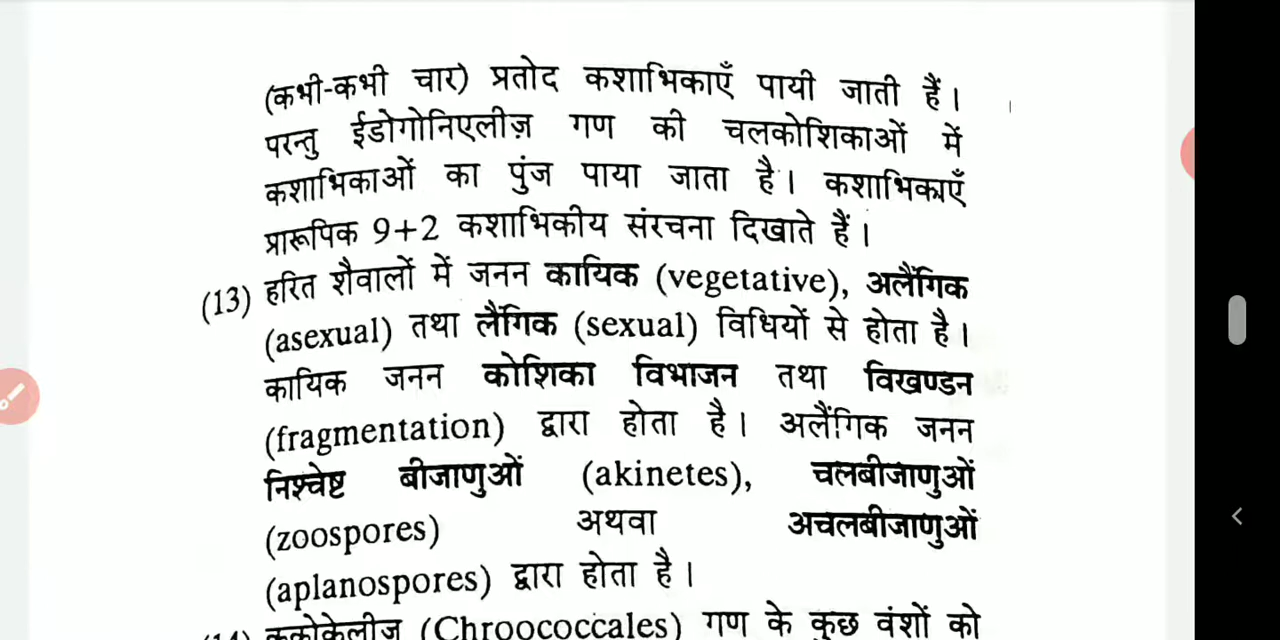 (कभी-कभी चार) प्रतोद कशाभिकाएँ पायी जाती हैं।
परन्तु ईडोगोनिएलीज़ गण की चलकोशिकाओं में
कशाभिकाओं का पुंज पाया जाता है। कशाभिकाएँ
प्रारूपिक 9+2 कशाभिकीय संरचना दिखाते हैं।
(13) हरित शैवालों में जनन कायिक (vegetative), अलैंगिक
(asexual) तथा लैंगिक (sexual) विधियों से होता है।
कायिक जनन कोशिका विभाजन तथा विखण्डन
(fragmentation) द्वारा होता है। अलैंगिक जनन
निश्चेष्ट बीजाणुओं (akinetes), चलबीजाणुओं
(zoospores) अथवा अचलबीजाणुओं
(aplanospores) द्वारा होता है।
(14) क्रोकोकेलीज (Chroococcales) गण के कुछ वंशों को